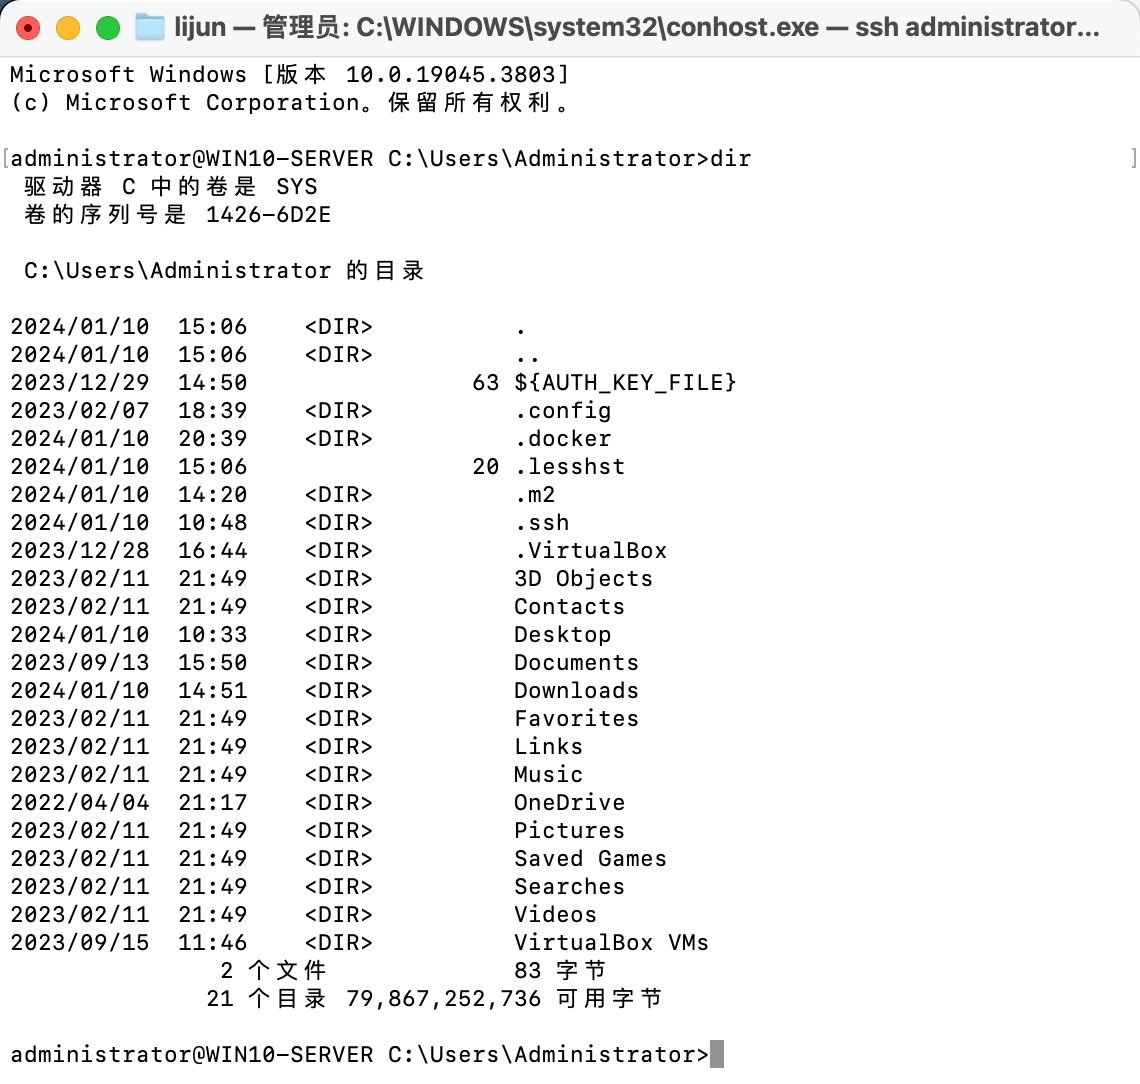 lijun — 管理员: C:\WINDOWS\system32\conhost.exe — ssh administrator...
Microsoft Windows [版本 10.0.19045.3803]
(c) Microsoft Corporation。保留所有权利。
[administrator@WIN10-SERVER C:\Users\Administrator>dir ]
驱动器 C 中的卷是 SYS
卷的序列号是 1426-6D2E
C:\Users\Administrator 的目录
2024/01/10  15:06    <DIR>          .
2024/01/10  15:06    <DIR>          ..
2023/12/29  14:50                63 ${AUTH_KEY_FILE}
2023/02/07  18:39    <DIR>          .config
2024/01/10  20:39    <DIR>          .docker
2024/01/10  15:06                20 .lesshst
2024/01/10  14:20    <DIR>          .m2
2024/01/10  10:48    <DIR>          .ssh
2023/12/28  16:44    <DIR>          .VirtualBox
2023/02/11  21:49    <DIR>          3D Objects
2023/02/11  21:49    <DIR>          Contacts
2024/01/10  10:33    <DIR>          Desktop
2023/09/13  15:50    <DIR>          Documents
2024/01/10  14:51    <DIR>          Downloads
2023/02/11  21:49    <DIR>          Favorites
2023/02/11  21:49    <DIR>          Links
2023/02/11  21:49    <DIR>          Music
2022/04/04  21:17    <DIR>          OneDrive
2023/02/11  21:49    <DIR>          Pictures
2023/02/11  21:49    <DIR>          Saved Games
2023/02/11  21:49    <DIR>          Searches
2023/02/11  21:49    <DIR>          Videos
2023/09/15  11:46    <DIR>          VirtualBox VMs
2 个文件             83 字节
21 个目录 79,867,252,736 可用字节
administrator@WIN10-SERVER C:\Users\Administrator>